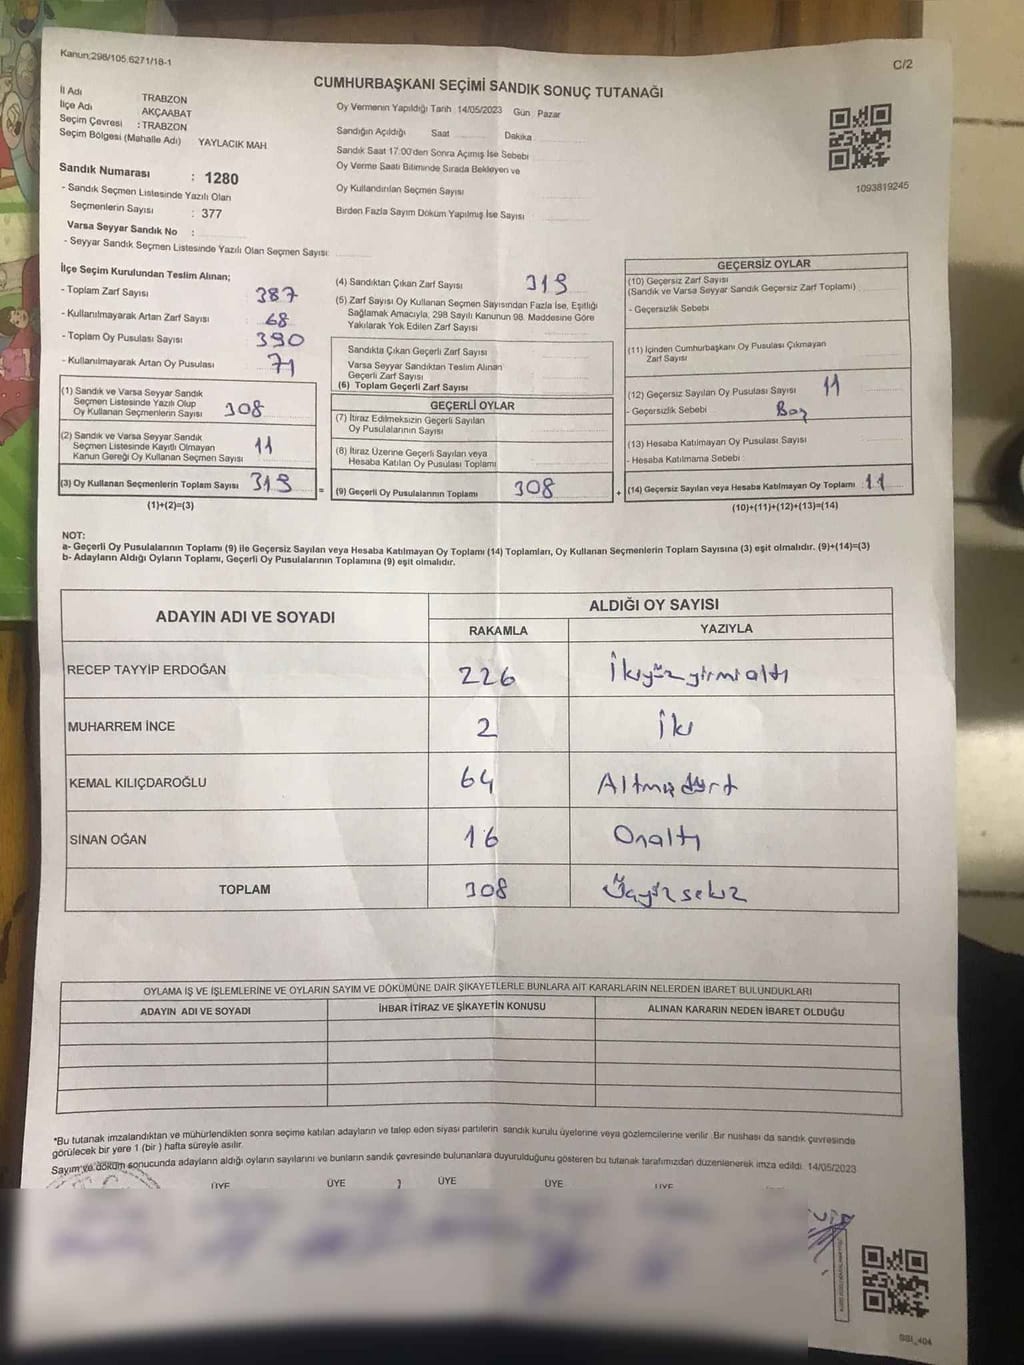 Kanun;298/105,6271/18-1
C/2
CUMHURBAŞKANI SEÇİMİ SANDIK SONUÇ TUTANAĞI
İl Adı TRABZON
İlçe Adı AKÇAABAT
Seçim Çevresi : TRABZON
Seçim Bölgesi (Mahalle Adı) YAYLACIK MAH
Oy Vermenin Yapıldığı Tarih 14/05/2023 Gün Pazar
Sandığın Açıldığı Saat Dakika
Sandık Saat 17:00'den Sonra Açımış İse Sebebi
Oy Verme Saati Bitiminde Sırada Bekleyen ve
Oy Kullandırılan Seçmen Sayısı
Birden Fazla Sayım Döküm Yapılmış İse Sayısı
1093819245
Sandık Numarası : 1280
- Sandık Seçmen Listesinde Yazılı Olan
Seçmenlerin Sayısı : 377
Varsa Seyyar Sandık No :
- Seyyar Sandık Seçmen Listesinde Yazılı Olan Seçmen Sayısı:
İlçe Seçim Kurulundan Teslim Alınan;
- Toplam Zarf Sayısı 387
- Kullanılmayarak Artan Zarf Sayısı 68
- Toplam Oy Pusulası Sayısı 390
- Kullanılmayarak Artan Oy Pusulası 71
(1) Sandık ve Varsa Seyyar Sandık
Seçmen Listesinde Yazılı Olup
Oy Kullanan Seçmenlerin Sayısı 308
(2) Sandık ve Varsa Seyyar Sandık
Seçmen Listesinde Kayıtlı Olmayan
Kanun Gereği Oy Kullanan Seçmen Sayısı 11
(3) Oy Kullanan Seçmenlerin Toplam Sayısı 319
(1)+(2)=(3)
(4) Sandıktan Çıkan Zarf Sayısı 319
(5) Zarf Sayısı Oy Kullanan Seçmen Sayısından Fazla İse, Eşitliği
Sağlamak Amacıyla, 298 Sayılı Kanunun 98. Maddesine Göre
Yakılarak Yok Edilen Zarf Sayısı
Sandıkta Çıkan Geçerli Zarf Sayısı
Varsa Seyyar Sandıktan Teslim Alınan
Geçerli Zarf Sayısı
(6) Toplam Geçerli Zarf Sayısı
GEÇERLİ OYLAR
(7) İtiraz Edilmeksizin Geçerli Sayılan
Oy Pusulalarının Sayısı
(8) İtiraz Üzerine Geçerli Sayılan veya
Hesaba Katılan Oy Pusulası Toplamı
= (9) Geçerli Oy Pusulalarının Toplamı 308
GEÇERSİZ OYLAR
(10) Geçersiz Zarf Sayısı
(Sandık ve Varsa Seyyar Sandık Geçersiz Zarf Toplamı)
- Geçersizlik Sebebi
(11) İçinden Cumhurbaşkanı Oy Pusulası Çıkmayan
Zarf Sayısı
(12) Geçersiz Sayılan Oy Pusulası Sayısı 11
- Geçersizlik Sebebi Boş
(13) Hesaba Katılmayan Oy Pusulası Sayısı
- Hesaba Katılmama Sebebi :
+ (14) Geçersiz Sayılan veya Hesaba Katılmayan Oy Toplamı : 11
(10)+(11)+(12)+(13)=(14)
NOT:
a- Geçerli Oy Pusulalarının Toplamı (9) ile Geçersiz Sayılan veya Hesaba Katılmayan Oy Toplamı (14) Toplamları, Oy Kullanan Seçmenlerin Toplam Sayısına (3) eşit olmalıdır. (9)+(14)=(3)
b- Adayların Aldığı Oyların Toplamı, Geçerli Oy Pusulalarının Toplamına (9) eşit olmalıdır.
ADAYIN ADI VE SOYADI
ALDIĞI OY SAYISI
RAKAMLA YAZIYLA
RECEP TAYYİP ERDOĞAN 226 İkiyüzyirmialtı
MUHARREM İNCE 2 İki
KEMAL KILIÇDAROĞLU 64 Altmışdört
SİNAN OĞAN 16 Onaltı
TOPLAM 308 Üçyüzsekiz
OYLAMA İŞ VE İŞLEMLERİNE VE OYLARIN SAYIM VE DÖKÜMÜNE DAİR ŞİKAYETLERLE BUNLARA AİT KARARLARIN NELERDEN İBARET BULUNDUKLARI
ADAYIN ADI VE SOYADI İHBAR İTİRAZ VE ŞİKAYETİN KONUSU ALINAN KARARIN NEDEN İBARET OLDUĞU
*Bu tutanak imzalandıktan ve mühürlendikten sonra seçime katılan adayların ve talep eden siyasi partilerin sandık kurulu üyelerine veya gözlemcilerine verilir. Bir nushası da sandık çevresinde
görülecek bir yere 1 (bir ) hafta süreyle asılır.
Sayım ve döküm sonucunda adayların aldığı oyların sayılarını ve bunların sandık çevresinde bulunanlara duyurulduğunu gösteren bu tutanak tarafımızdan düzenlenerek imza edildi. 14/05/2023
ÜYE ÜYE ÜYE ÜYE ÜYE